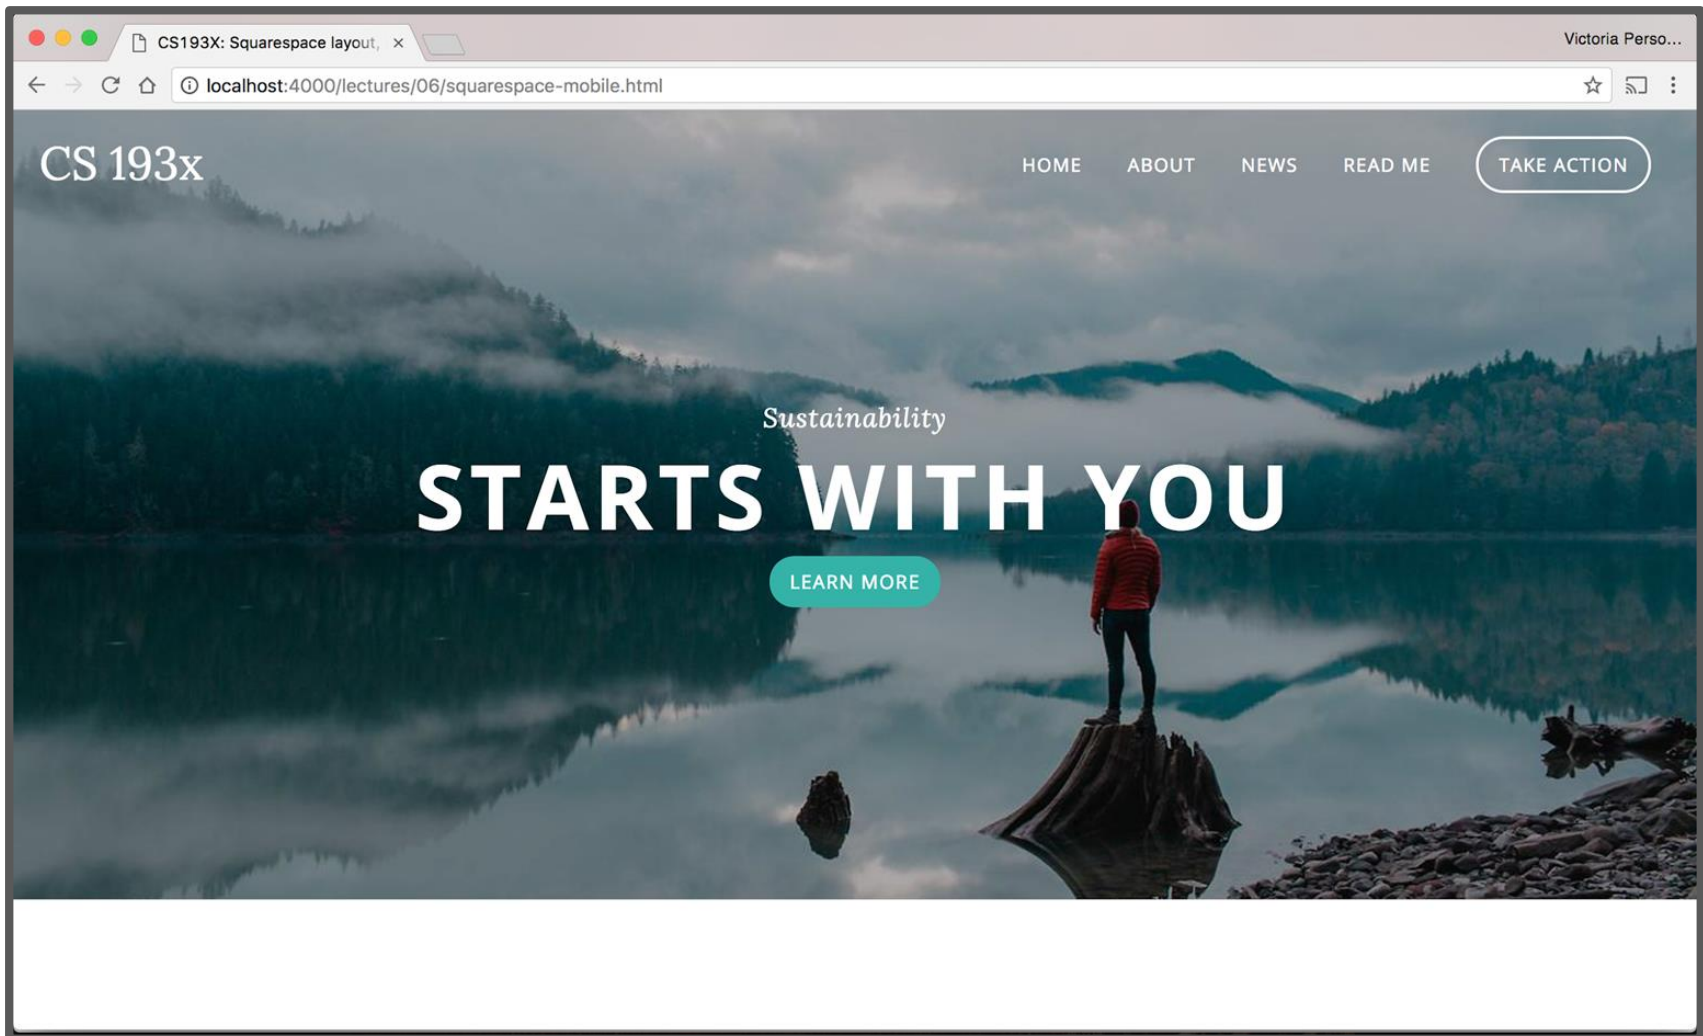 CS193X: Squarespace layout,
Victoria Perso...
localhost:4000/lectures/06/squarespace-mobile.html
CS 193x
HOME ABOUT NEWS READ ME TAKE ACTION
Sustainability
STARTS WITH YOU
LEARN MORE